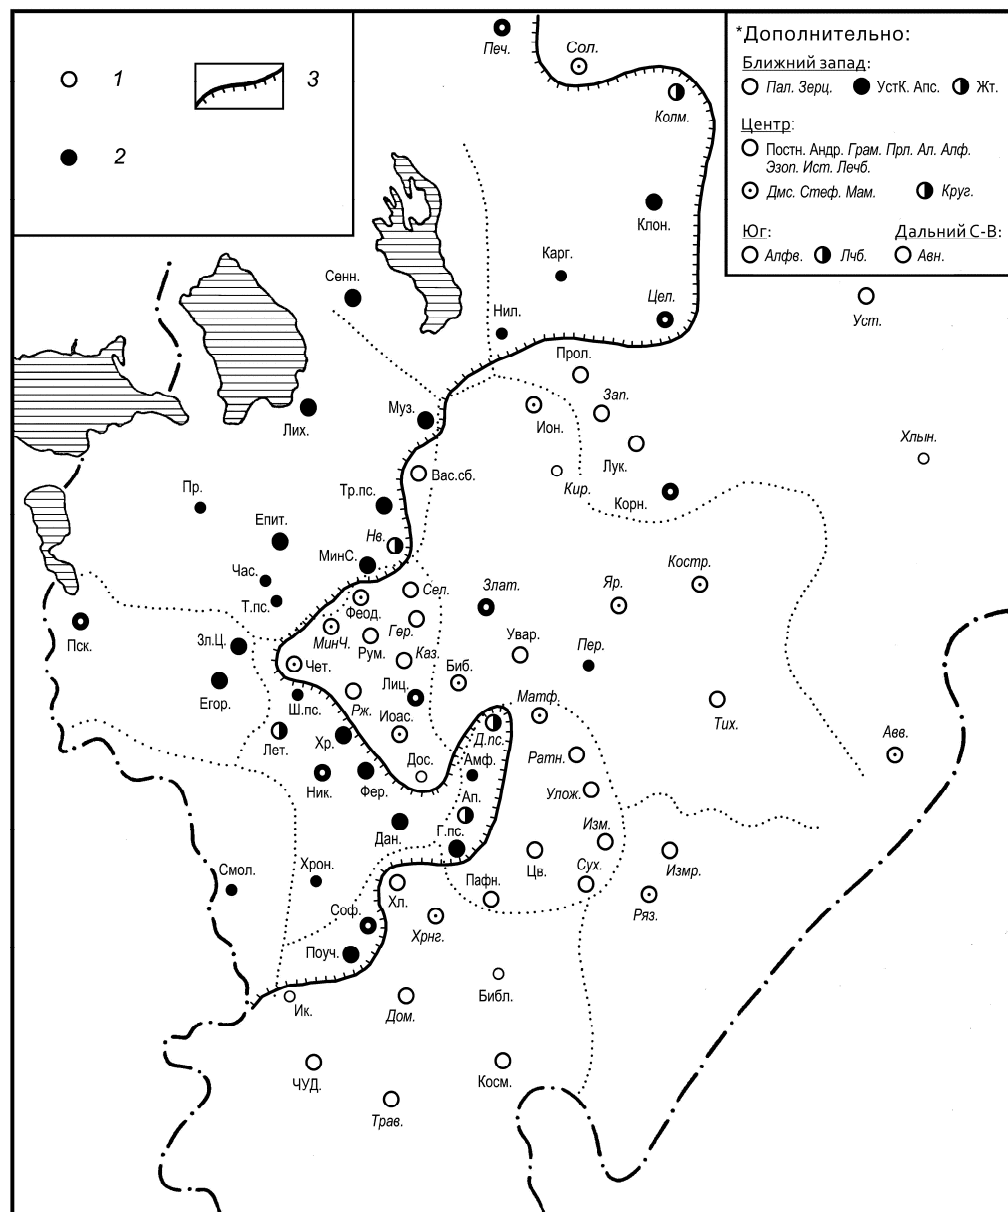 1
3
2
*Дополнительно:
Ближний запад:
Пал. Зерц. УстК. Апс. Жт.
Центр:
Постн. Андр. Грам. Прл. Ал. Алф.
Эзоп. Ист. Лечб.
Дмс. Стеф. Мам. Круг.
Юг: Дальний С-В:
Алфв. Лчб. Авн.
Печ.
Сол.
Колм.
Клон.
Карг.
Сенн.
Цел.
Уст.
Нил.
Прол.
Зап.
Муз.
Лих.
Ион.
Лук.
Хлын.
Вас.сб.
Кир.
Корн.
Пр.
Тр.пс.
Епит.
Нв.
МинС.
Час.
Т.пс.
Сел.
Злат.
Яр.
Костр.
Феод.
Пск.
Зл.Ц.
МинЧ.
Гер.
Рум.
Увар.
Чет.
Каз.
Пер.
Егор.
Лиц.
Биб.
Ш.пс.
Рж.
Матф.
Тих.
Иоас.
Лет.
Хр.
Д.пс.
Ратн.
Авв.
Дос.
Амф.
Ник.
Фер.
Ап.
Улож.
Дан.
Г.пс.
Изм.
Цв.
Измр.
Смол.
Хрон.
Сух.
Пафн.
Хл.
Соф.
Хрнг.
Ряз.
Поуч.
Библ.
Ик.
Дом.
ЧУД.
Косм.
Трав.